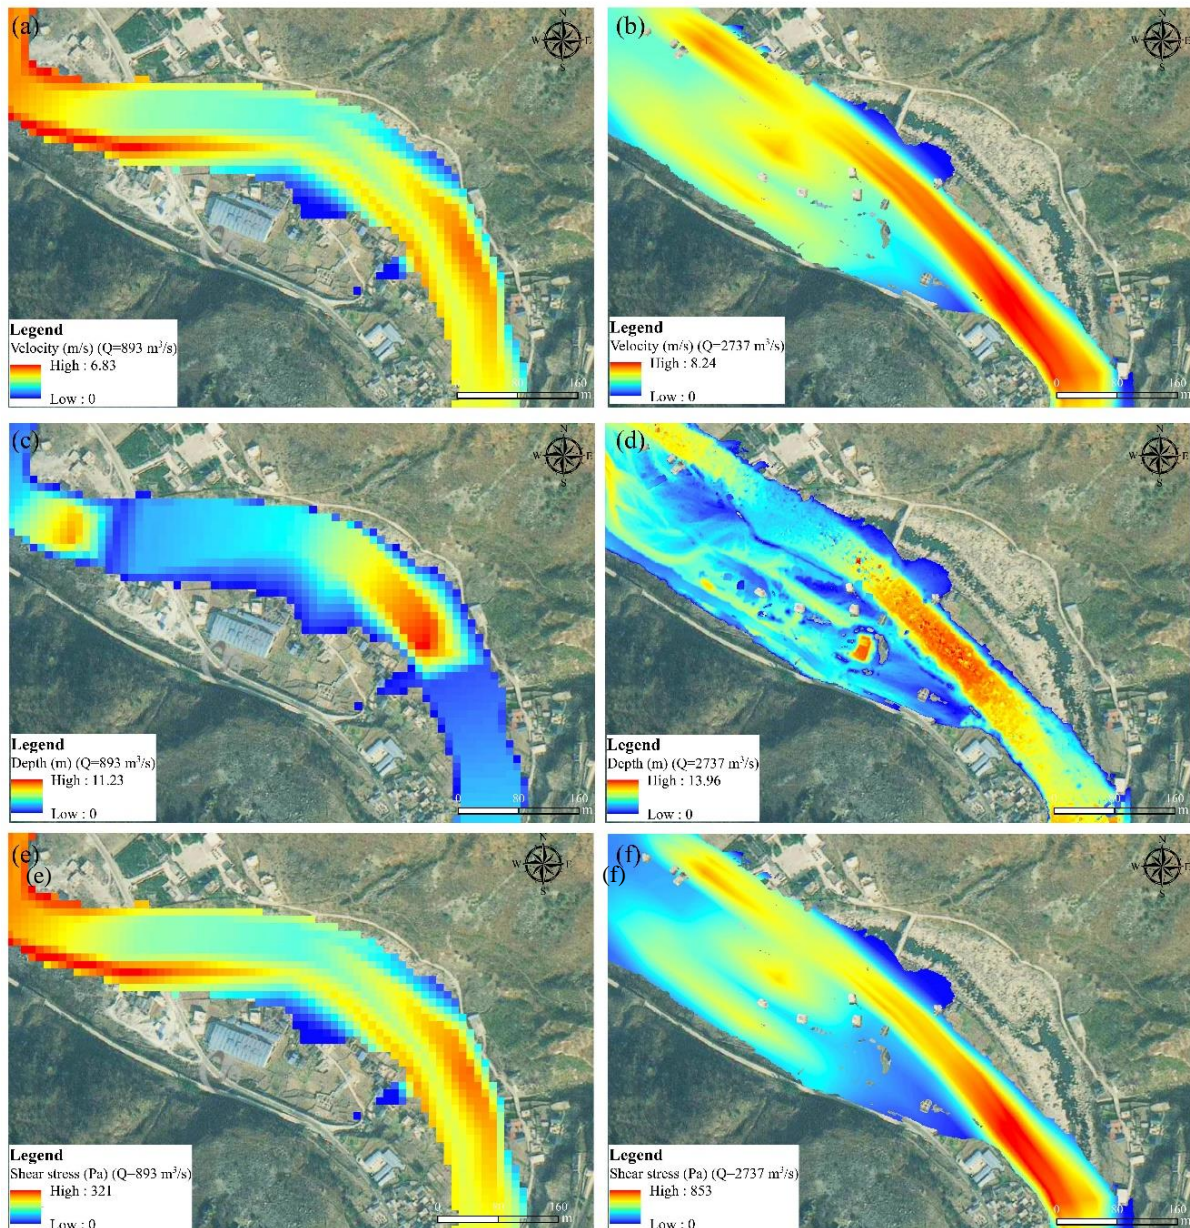 (a)
N
W E
S
Legend
Velocity (m/s) (Q=893 m³/s)
High : 6.83
Low : 0
0 80 160
m
(b)
N
W E
S
Legend
Velocity (m/s) (Q=2737 m³/s)
High : 8.24
Low : 0
0 80 160
m
(c)
N
W E
S
Legend
Depth (m) (Q=893 m³/s)
High : 11.23
Low : 0
0 80 160
m
(d)
N
W E
S
Legend
Depth (m) (Q=2737 m³/s)
High : 13.96
Low : 0
0 80 160
m
(e)
(e)
N
W E
S
Legend
Shear stress (Pa) (Q=893 m³/s)
High : 321
Low : 0
0 80 160
m
(f)
(f)
N
W E
S
Legend
Shear stress (Pa) (Q=2737 m³/s)
High : 853
Low : 0
0 80 160
m